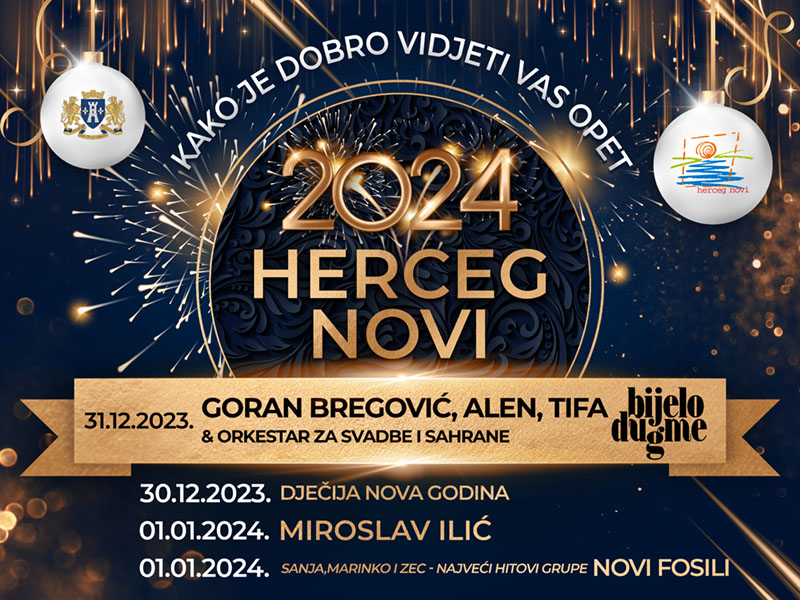 KAKO JE DOBRO VIDJETI VAS OPET
herceg novi
2024
HERCEG
NOVI
31.12.2023. GORAN BREGOVIĆ, ALEN, TIFA
& ORKESTAR ZA SVADBE I SAHRANE
bijelo
dugme
30.12.2023. DJEČIJA NOVA GODINA
01.01.2024. MIROSLAV ILIĆ
01.01.2024. SANJA,MARINKO I ZEC - NAJVEĆI HITOVI GRUPE NOVI FOSILI